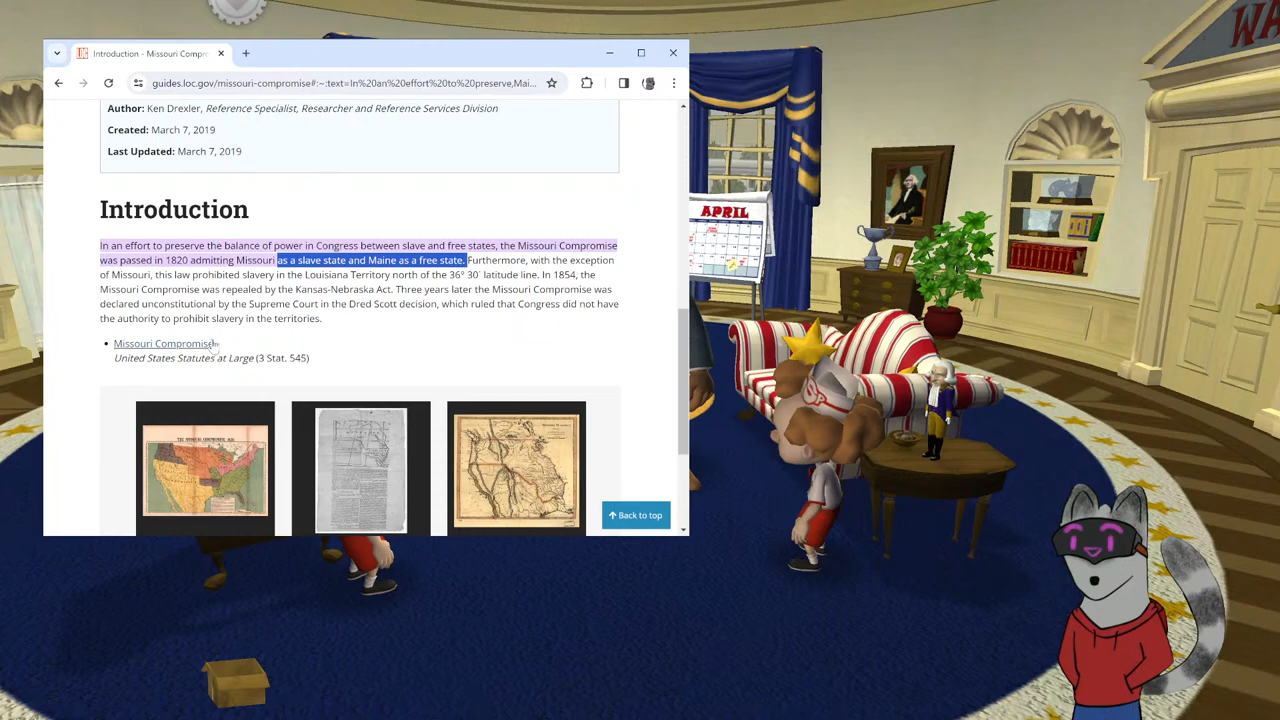 WA
Introduction - Missouri Compr
guides.loc.gov/missouri-compromise#:~:text=In%20an%20effort%20to%20preserve,Mai...
Author: Ken Drexler, Reference Specialist, Researcher and Reference Services Division
Created: March 7, 2019
Last Updated: March 7, 2019
Introduction
In an effort to preserve the balance of power in Congress between slave and free states, the Missouri Compromise
was passed in 1820 admitting Missouri as a slave state and Maine as a free state. Furthermore, with the exception
of Missouri, this law prohibited slavery in the Louisiana Territory north of the 36° 30´ latitude line. In 1854, the
Missouri Compromise was repealed by the Kansas-Nebraska Act. Three years later the Missouri Compromise was
declared unconstitutional by the Supreme Court in the Dred Scott decision, which ruled that Congress did not have
the authority to prohibit slavery in the territories.
• Missouri Compromise
United States Statutes at Large (3 Stat. 545)
Back to top
APRIL